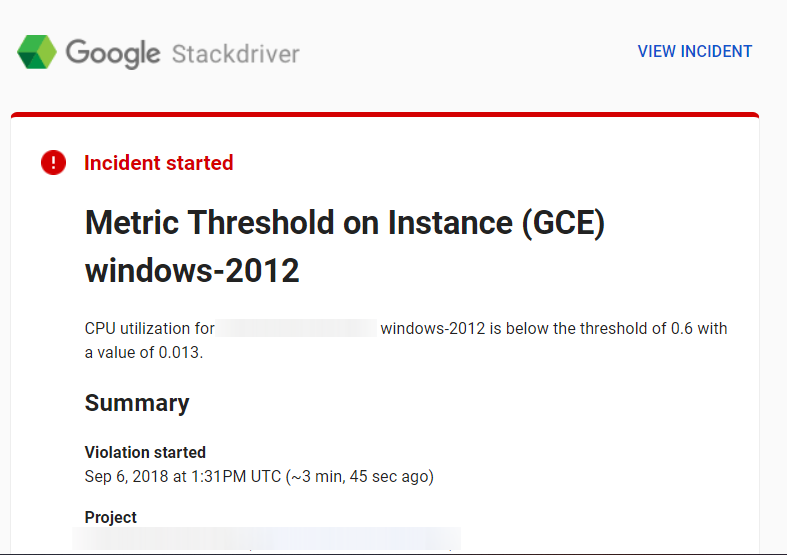 Google Stackdriver
VIEW INCIDENT
Incident started
Metric Threshold on Instance (GCE)
windows-2012
CPU utilization for windows-2012 is below the threshold of 0.6 with
a value of 0.013.
Summary
Violation started
Sep 6, 2018 at 1:31PM UTC (~3 min, 45 sec ago)
Project